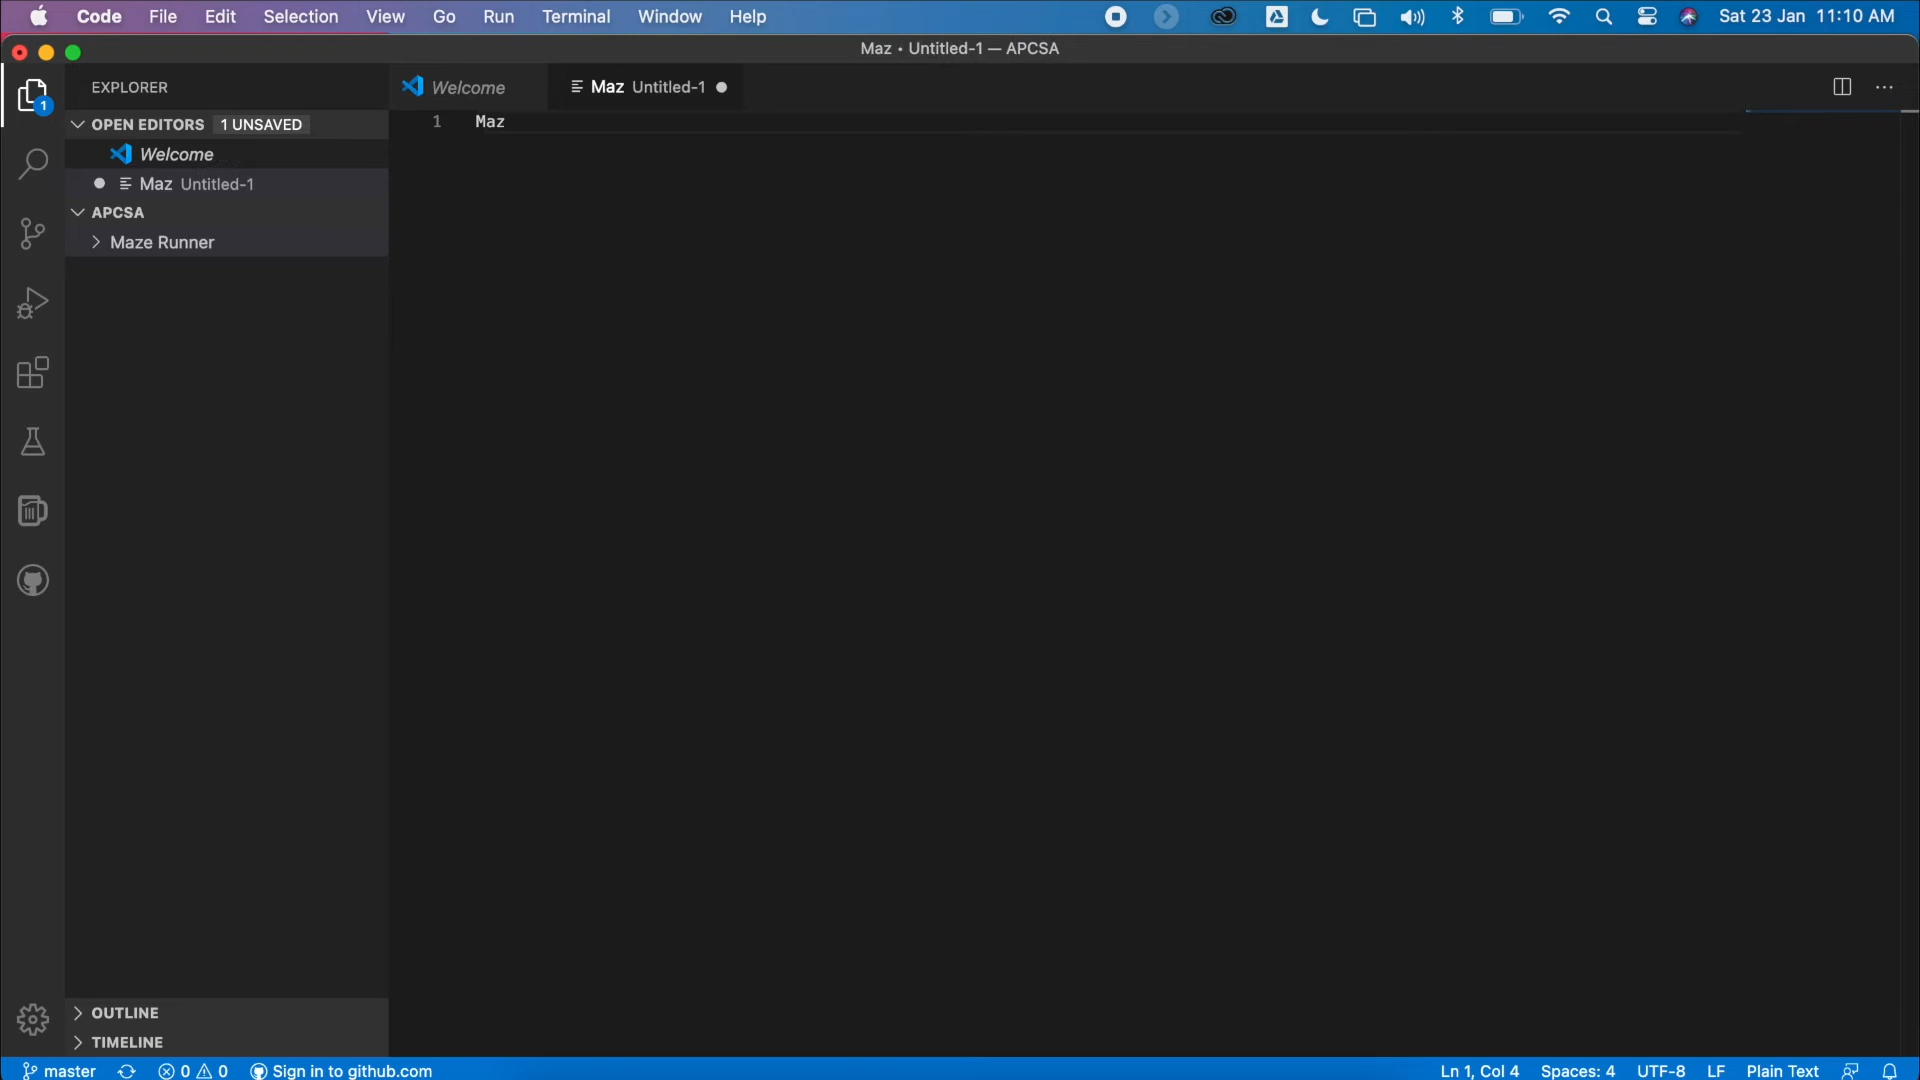 Code File Edit Selection View Go Run Terminal Window Help Sat 23 Jan 11:10 AM
Maz • Untitled-1 — APCSA
EXPLORER
Welcome
Maz Untitled-1
1
OPEN EDITORS 1 UNSAVED
1 Maz
Welcome
Maz Untitled-1
APCSA
Maze Runner
OUTLINE
TIMELINE
master 0 0 Sign in to github.com Ln 1, Col 4 Spaces: 4 UTF-8 LF Plain Text